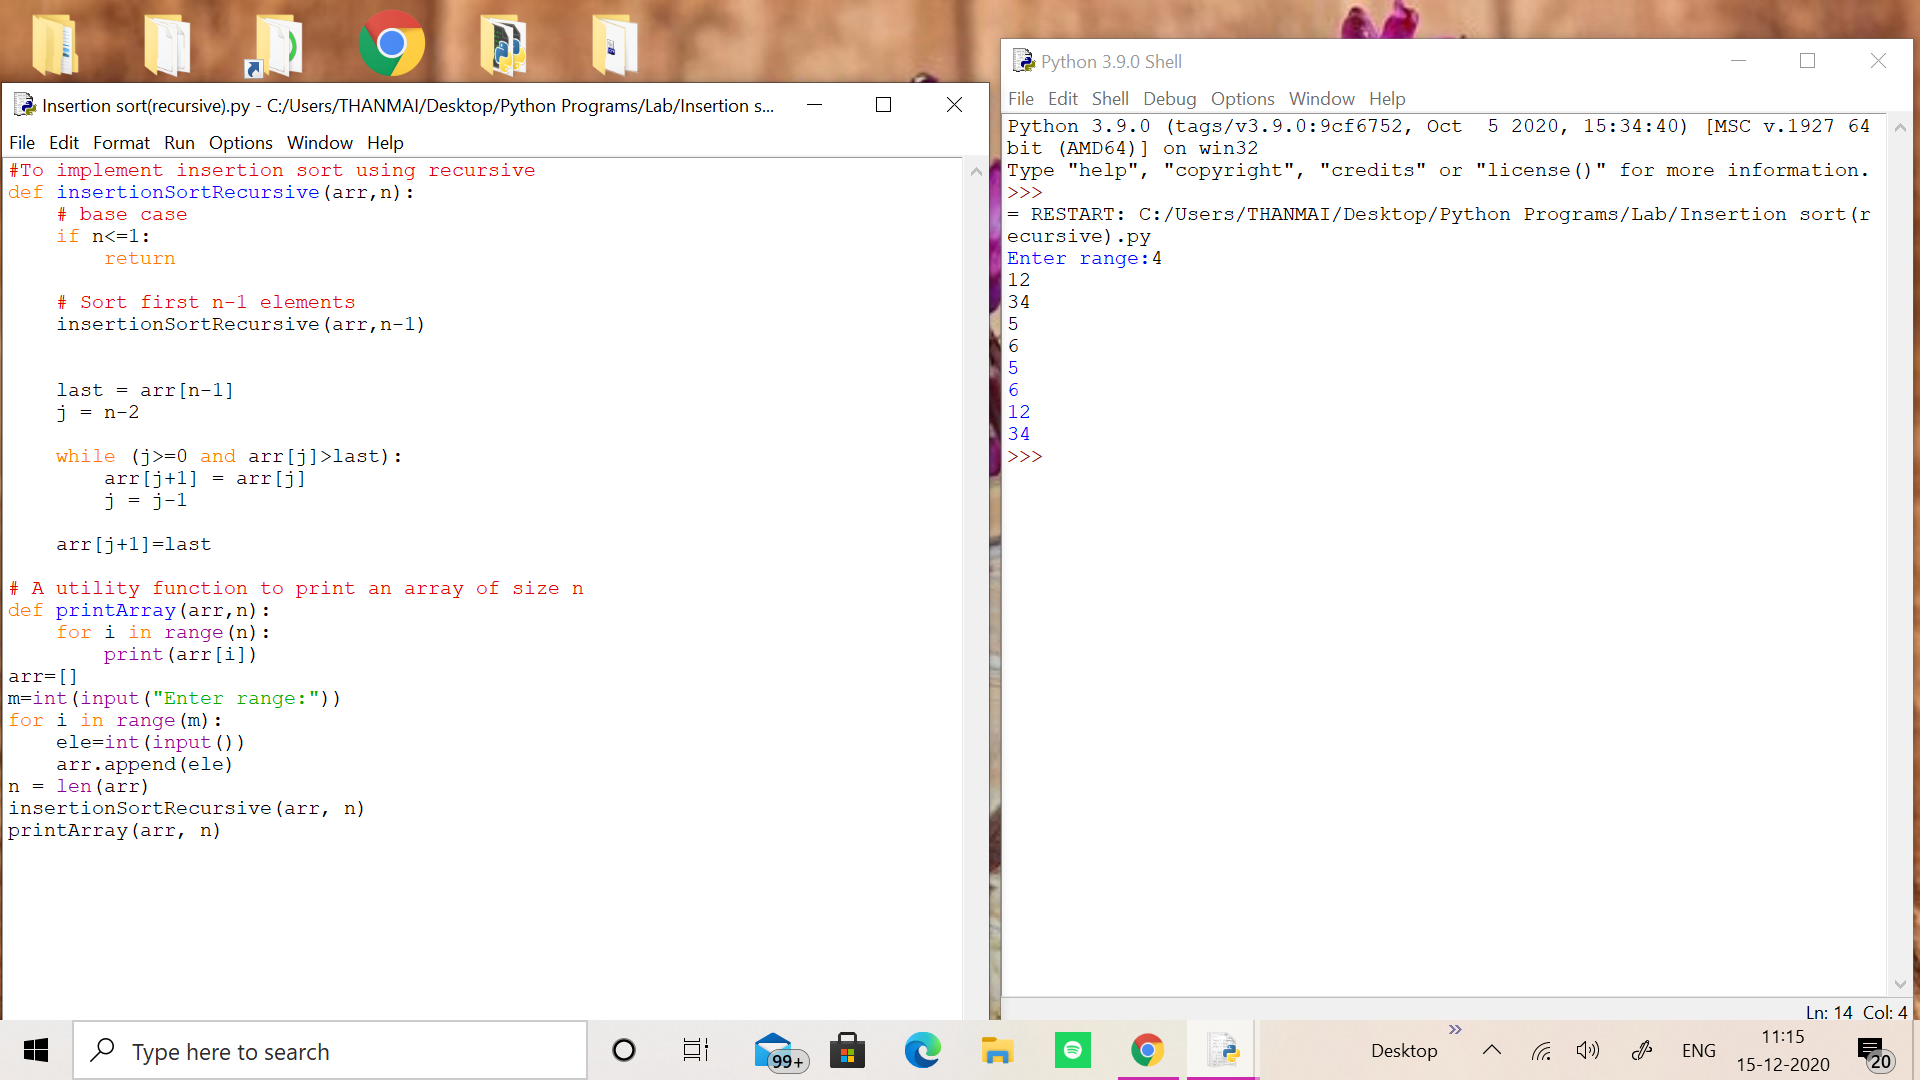 Insertion sort(recursive).py - C:/Users/THANMAI/Desktop/Python Programs/Lab/Insertion s...
File Edit Format Run Options Window Help
#To implement insertion sort using recursive
def insertionSortRecursive(arr,n):
    # base case
    if n<=1:
        return
    # Sort first n-1 elements
    insertionSortRecursive(arr,n-1)
    last = arr[n-1]
    j = n-2
    while (j>=0 and arr[j]>last):
        arr[j+1] = arr[j]
        j = j-1
    arr[j+1]=last
# A utility function to print an array of size n
def printArray(arr,n):
    for i in range(n):
        print(arr[i])
arr=[]
m=int(input("Enter range:"))
for i in range(m):
    ele=int(input())
    arr.append(ele)
n = len(arr)
insertionSortRecursive(arr, n)
printArray(arr, n)
Python 3.9.0 Shell
File Edit Shell Debug Options Window Help
Python 3.9.0 (tags/v3.9.0:9cf6752, Oct  5 2020, 15:34:40) [MSC v.1927 64
bit (AMD64)] on win32
Type "help", "copyright", "credits" or "license()" for more information.
>>>
= RESTART: C:/Users/THANMAI/Desktop/Python Programs/Lab/Insertion sort(r
ecursive).py
Enter range:4
12
34
5
6
5
6
12
34
>>>
Ln: 14 Col: 4
Type here to search
99+
Desktop
ENG
11:15
15-12-2020
20